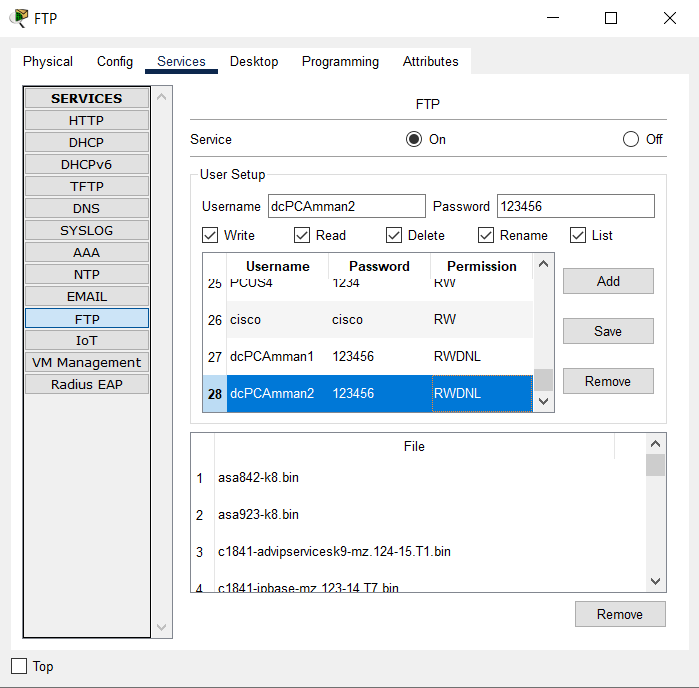 FTP
Physical Config Services Desktop Programming Attributes
SERVICES
HTTP
DHCP
DHCPv6
TFTP
DNS
SYSLOG
AAA
NTP
EMAIL
FTP
IoT
VM Management
Radius EAP
FTP
Service On Off
User Setup
Username dcPCAmman2 Password 123456
Write Read Delete Rename List
Username Password Permission
25 PCUS4 1234 RW
26 cisco cisco RW
27 dcPCAmman1 123456 RWDNL
28 dcPCAmman2 123456 RWDNL
Add
Save
Remove
File
1 asa842-k8.bin
2 asa923-k8.bin
3 c1841-advipservicesk9-mz.124-15.T1.bin
4 c1841-ipbase-mz.123-14.T7.bin
Remove
Top